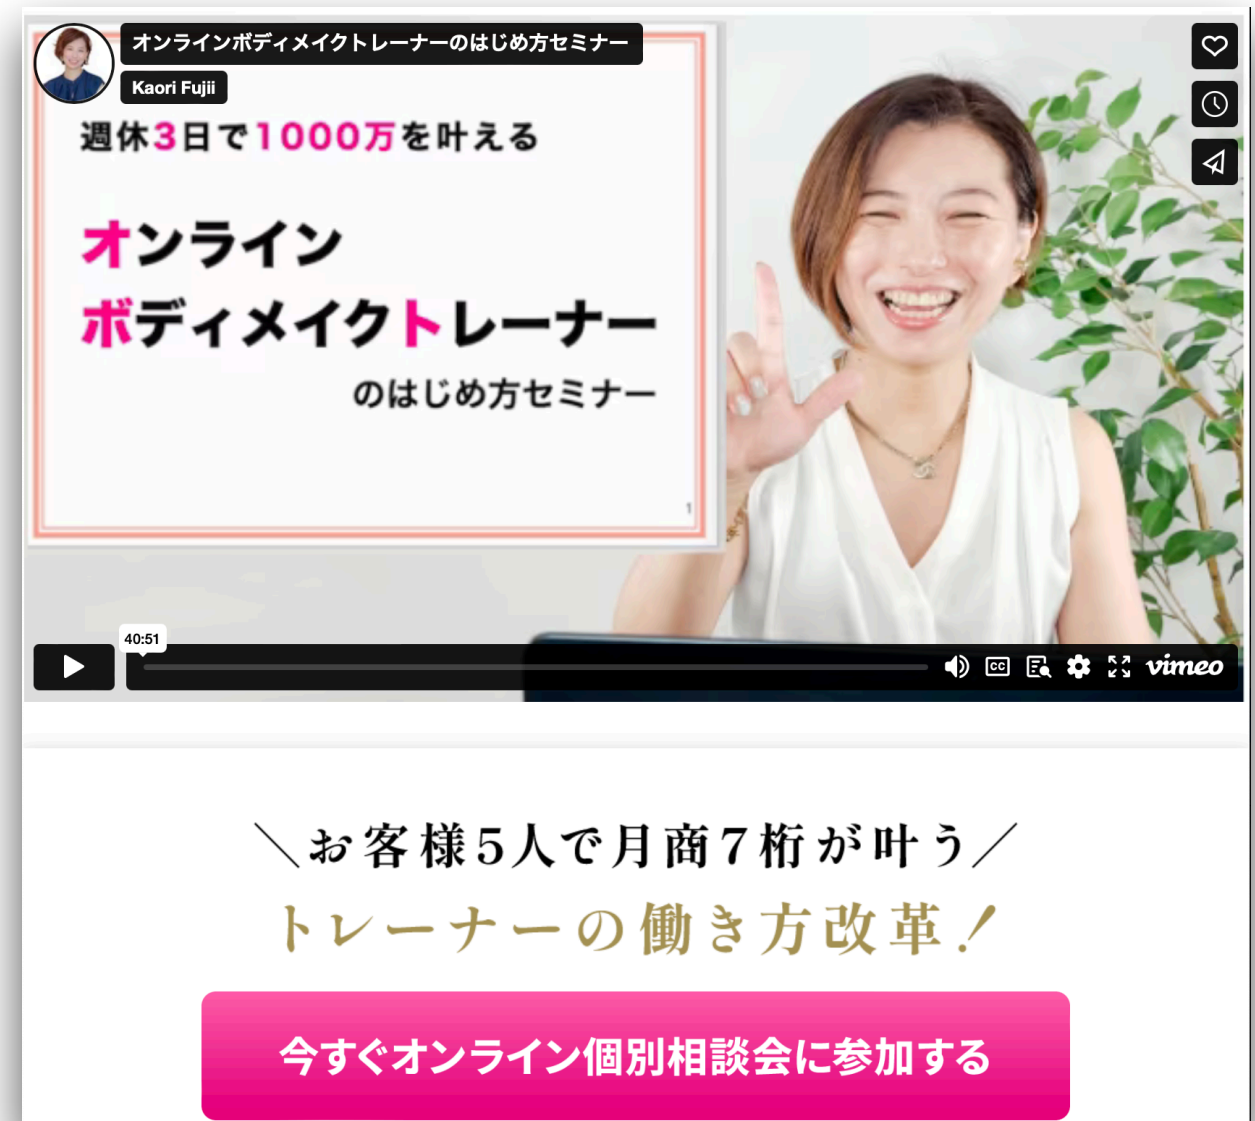 オンラインボディメイクトレーナーのはじめ方セミナー
Kaori Fujii
週休3日で1000万を叶える
オンライン
ボディメイクトレーナー
のはじめ方セミナー
1
40:51
CC
vimeo
＼お客様5人で月商7桁が叶う／
トレーナーの働き方改革！
今すぐオンライン個別相談会に参加する